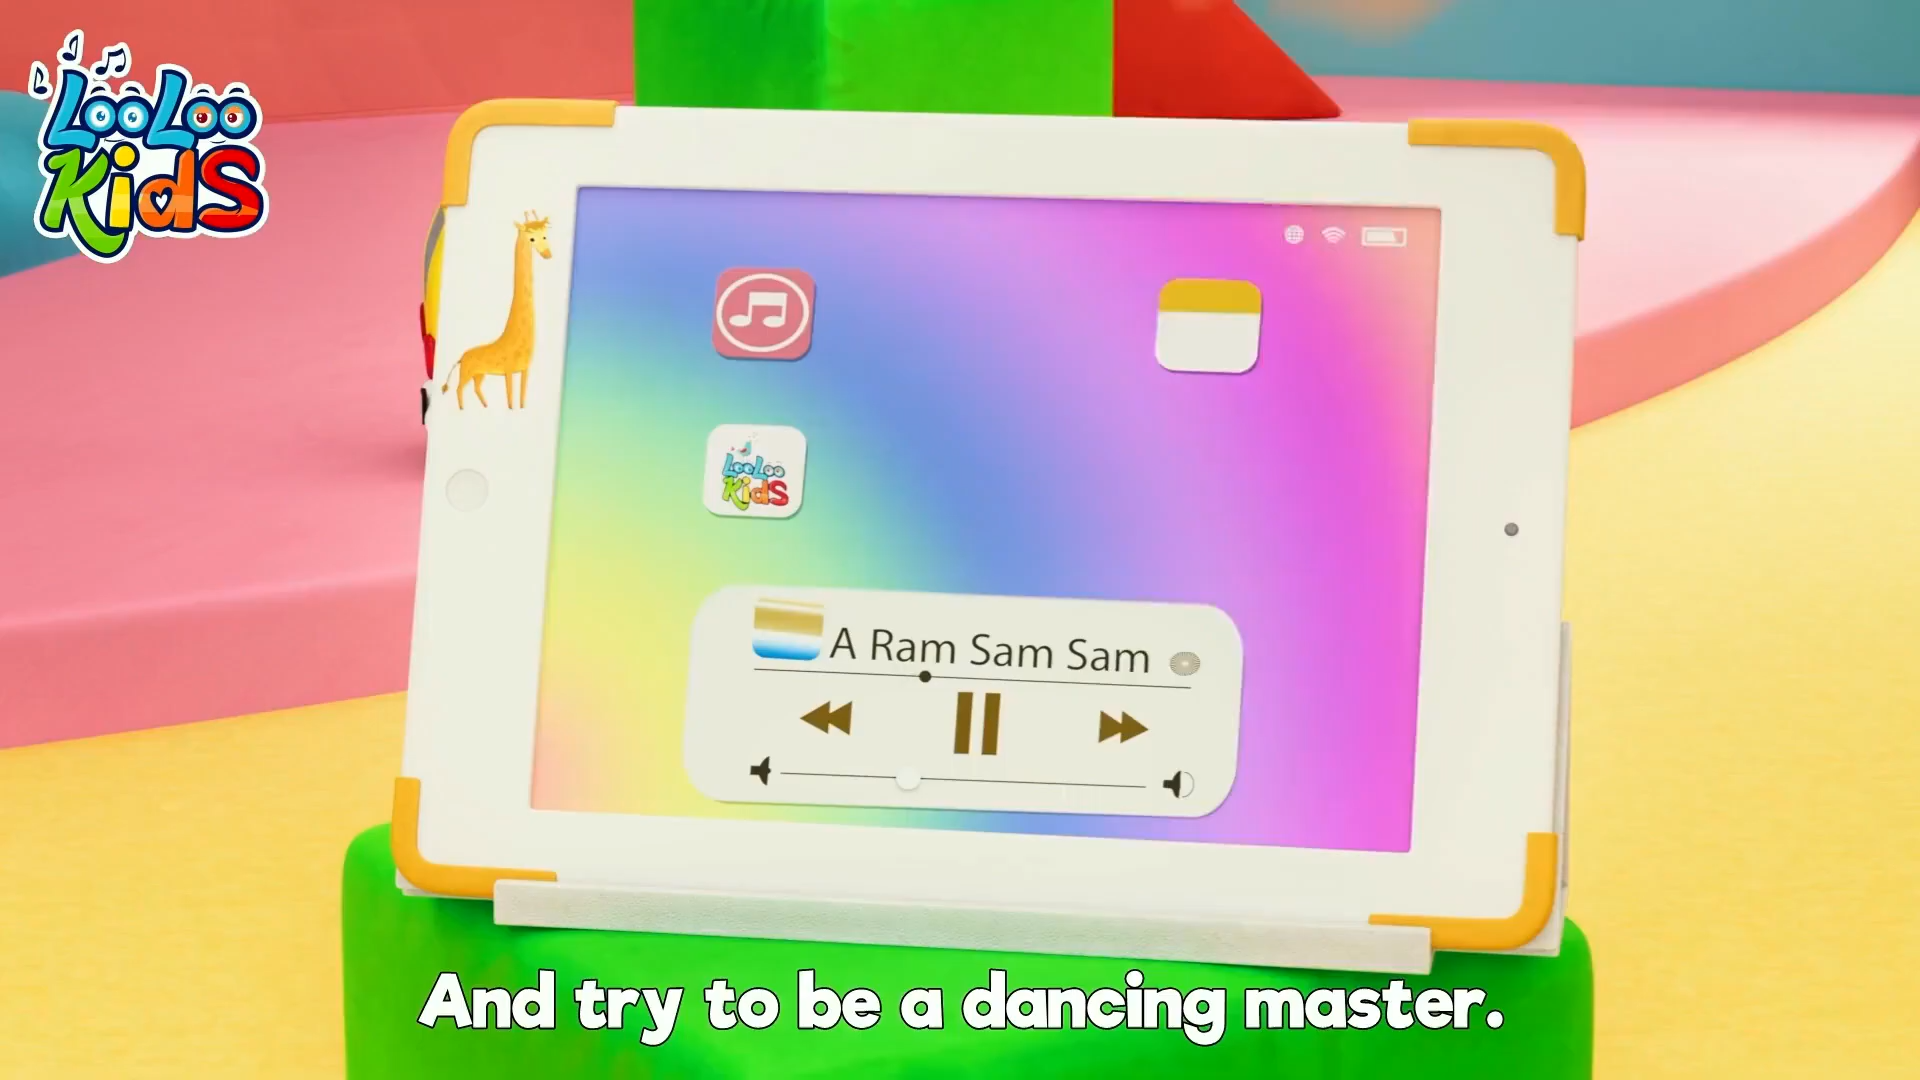 LooLoo
Kids
LooLoo
Kids
A Ram Sam Sam
And try to be a dancing master.